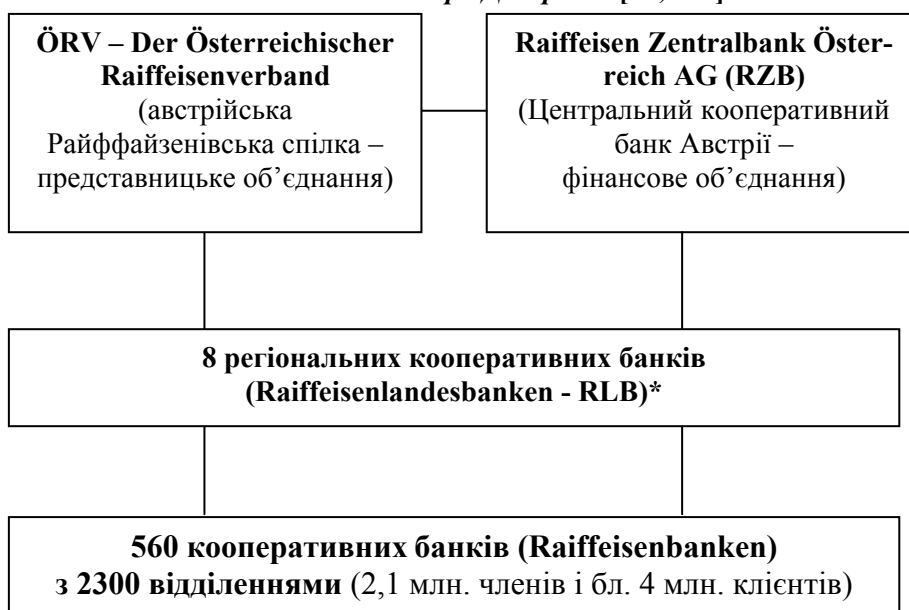 ÖRV – Der Österreichischer
Raiffeisenverband
(австрійська
Райффайзенівська спілка –
представницьке об’єднання)
Raiffeisen Zentralbank Öster-
reich AG (RZB)
(Центральний кооперативний
банк Австрії –
фінансове об’єднання)
8 регіональних кооперативних банків
(Raiffeisenlandesbanken - RLB)*
560 кооперативних банків (Raiffeisenbanken)
з 2300 відділеннями (2,1 млн. членів і бл. 4 млн. клієнтів)